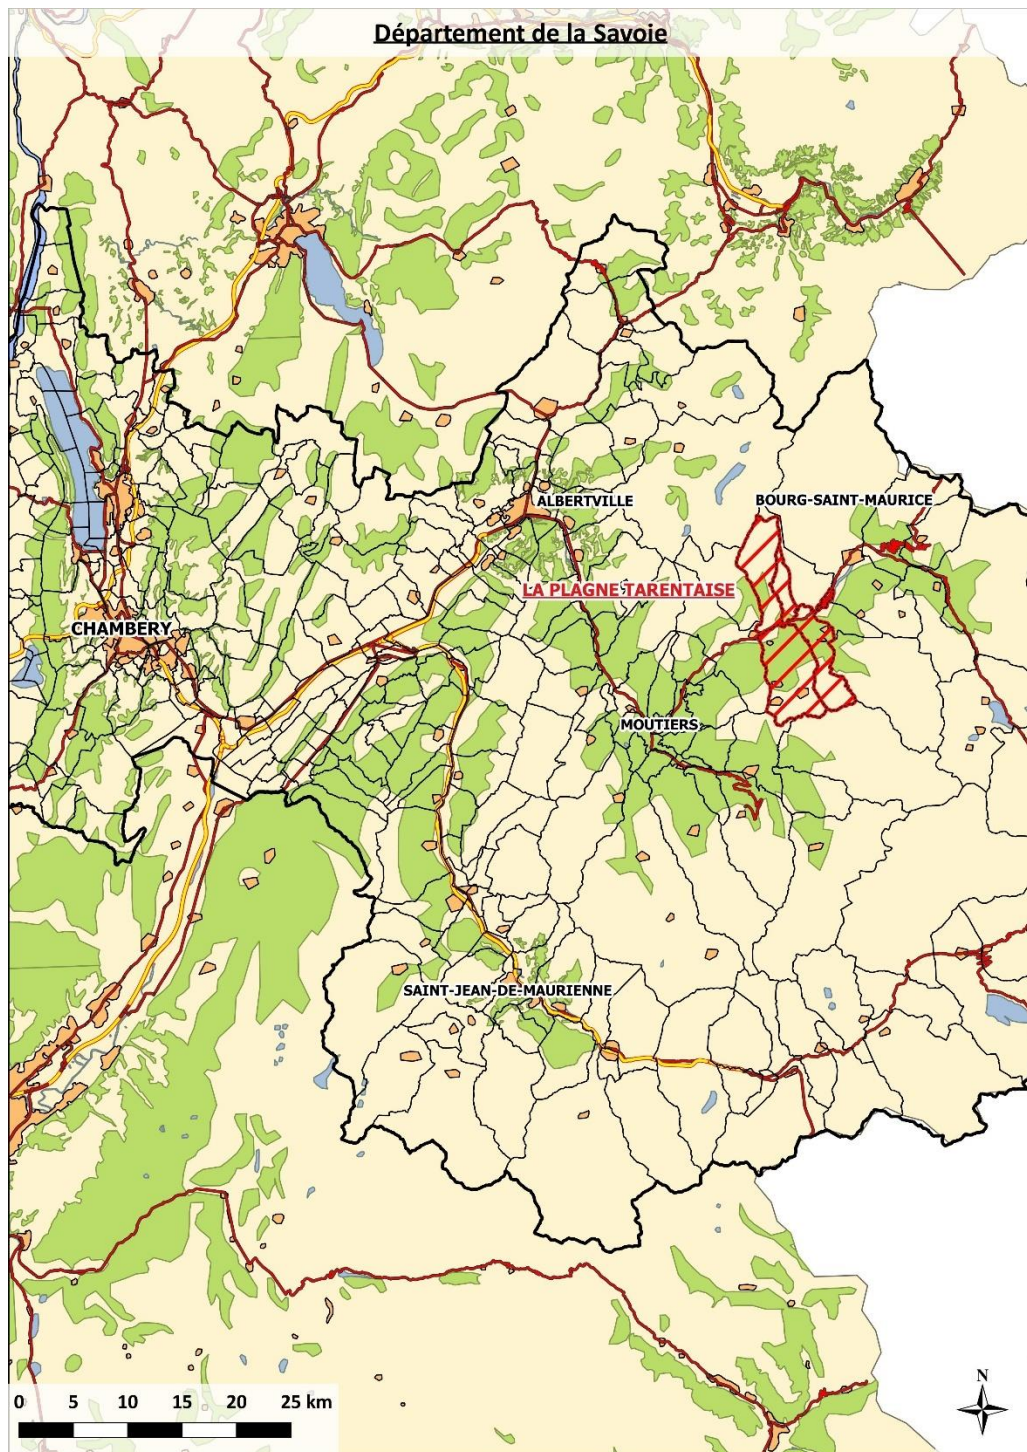 Département de la Savoie
ALBERTVILLE
BOURG-SAINT-MAURICE
LA PLAGNE TARENTAISE
CHAMBERY
MOUTIERS
SAINT-JEAN-DE-MAURIENNE
0 5 10 15 20 25 km
N